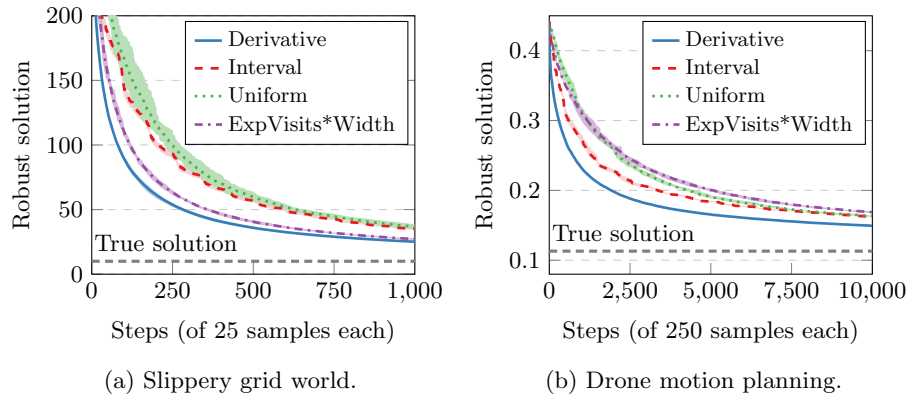 Robust solution
200
150
100
50
0
Derivative
Interval
Uniform
ExpVisits*Width
True solution
0
250
500
750
1,000
Steps (of 25 samples each)
(a) Slippery grid world.
Robust solution
0.4
0.3
0.2
0.1
Derivative
Interval
Uniform
ExpVisits*Width
True solution
0
2,500
5,000
7,500
10,000
Steps (of 250 samples each)
(b) Drone motion planning.